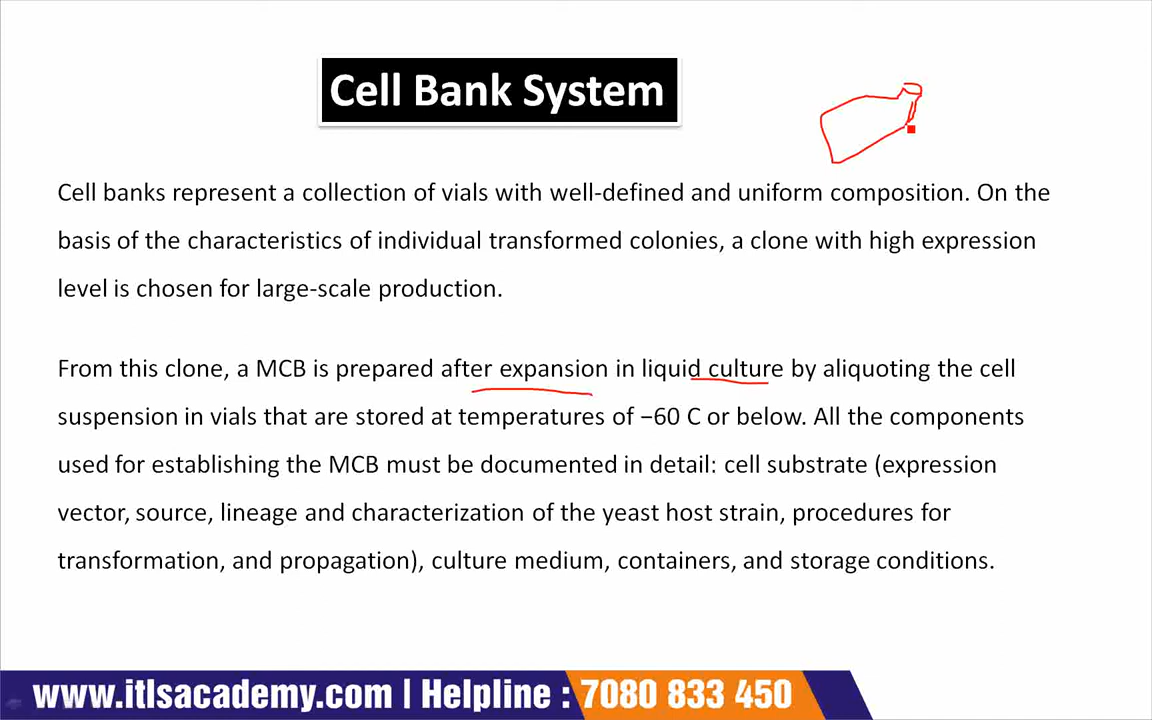 Cell Bank System
Cell banks represent a collection of vials with well-defined and uniform composition. On the
basis of the characteristics of individual transformed colonies, a clone with high expression
level is chosen for large-scale production.
From this clone, a MCB is prepared after expansion in liquid culture by aliquoting the cell
suspension in vials that are stored at temperatures of −60 C or below. All the components
used for establishing the MCB must be documented in detail: cell substrate (expression
vector, source, lineage and characterization of the yeast host strain, procedures for
transformation, and propagation), culture medium, containers, and storage conditions.
www.itlsacademy.com | Helpline : 7080 833 450